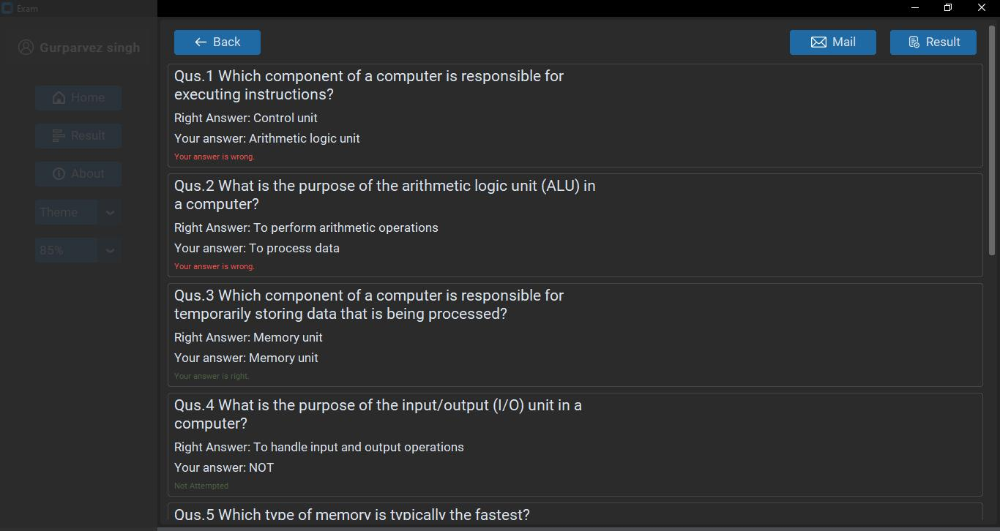 Exam
Gurparvez singh
Home
Result
About
Theme
85%
Back
Mail
Result
Qus.1 Which component of a computer is responsible for
executing instructions?
Right Answer: Control unit
Your answer: Arithmetic logic unit
Your answer is wrong.
Qus.2 What is the purpose of the arithmetic logic unit (ALU) in
a computer?
Right Answer: To perform arithmetic operations
Your answer: To process data
Your answer is wrong.
Qus.3 Which component of a computer is responsible for
temporarily storing data that is being processed?
Right Answer: Memory unit
Your answer: Memory unit
Your answer is right.
Qus.4 What is the purpose of the input/output (I/O) unit in a
computer?
Right Answer: To handle input and output operations
Your answer: NOT
Not Attempted
Qus.5 Which type of memory is typically the fastest?